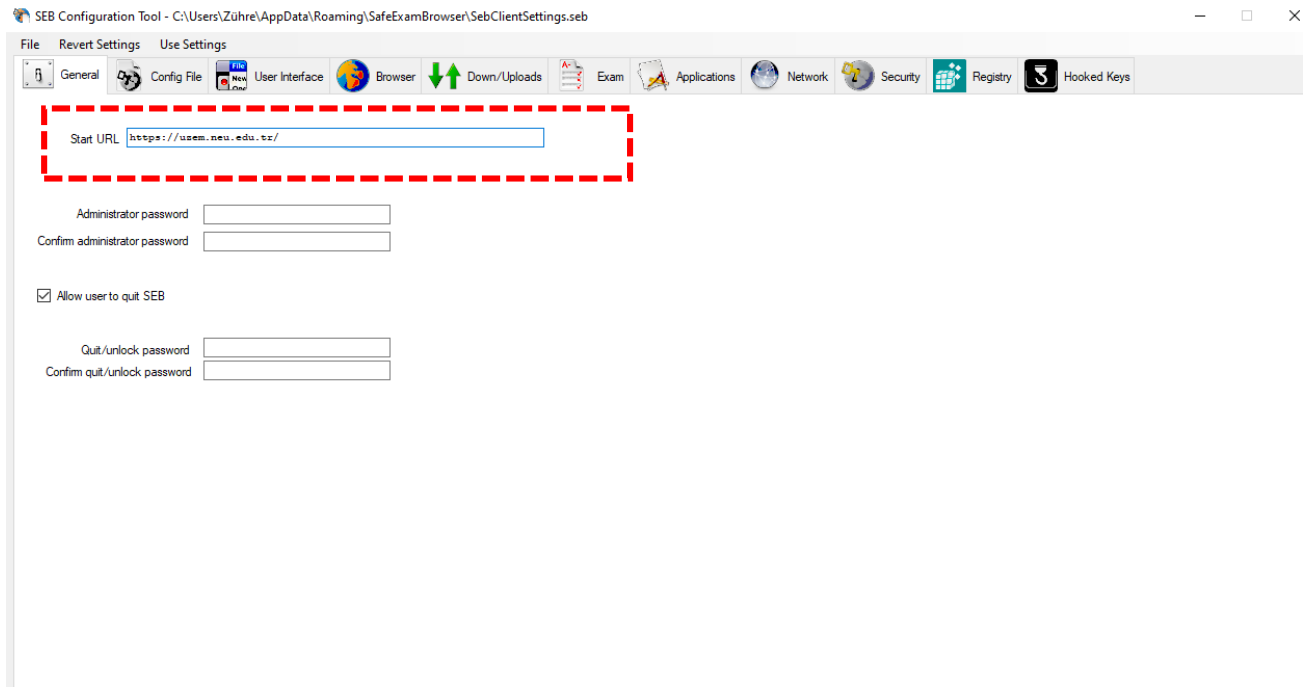 SEB Configuration Tool - C:\Users\Zühre\AppData\Roaming\SafeExamBrowser\SebClientSettings.seb
File Revert Settings Use Settings
General Config File User Interface Browser Down/Uploads Exam Applications Network Security Registry Hooked Keys
Start URL https://uzem.neu.edu.tr/
Administrator password
Confirm administrator password
Allow user to quit SEB
Quit/unlock password
Confirm quit/unlock password